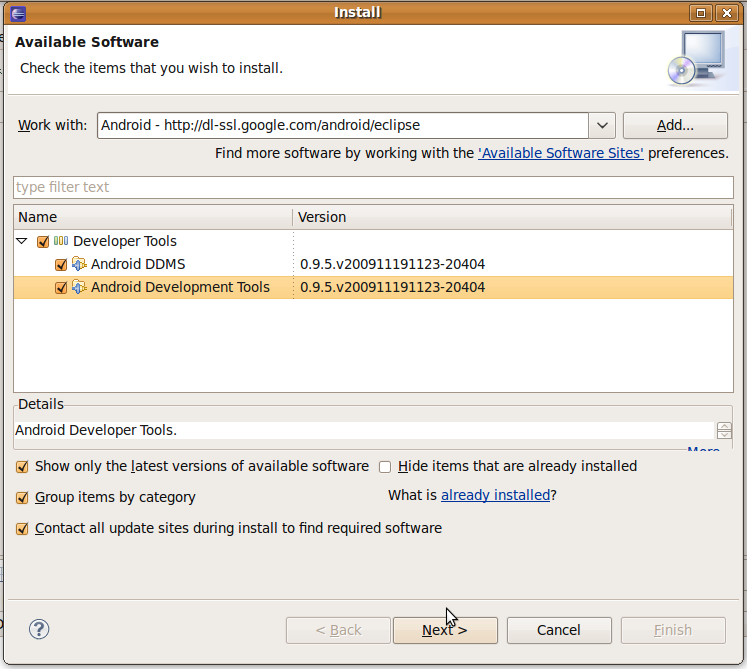 Install
Available Software
Check the items that you wish to install.
Work with: Android - http://dl-ssl.google.com/android/eclipse Add...
Find more software by working with the 'Available Software Sites' preferences.
type filter text
Name Version
Developer Tools
Android DDMS 0.9.5.v200911191123-20404
Android Development Tools 0.9.5.v200911191123-20404
Details
Android Developer Tools.
More
Show only the latest versions of available software Hide items that are already installed
Group items by category What is already installed?
Contact all update sites during install to find required software
? < Back Next > Cancel Finish